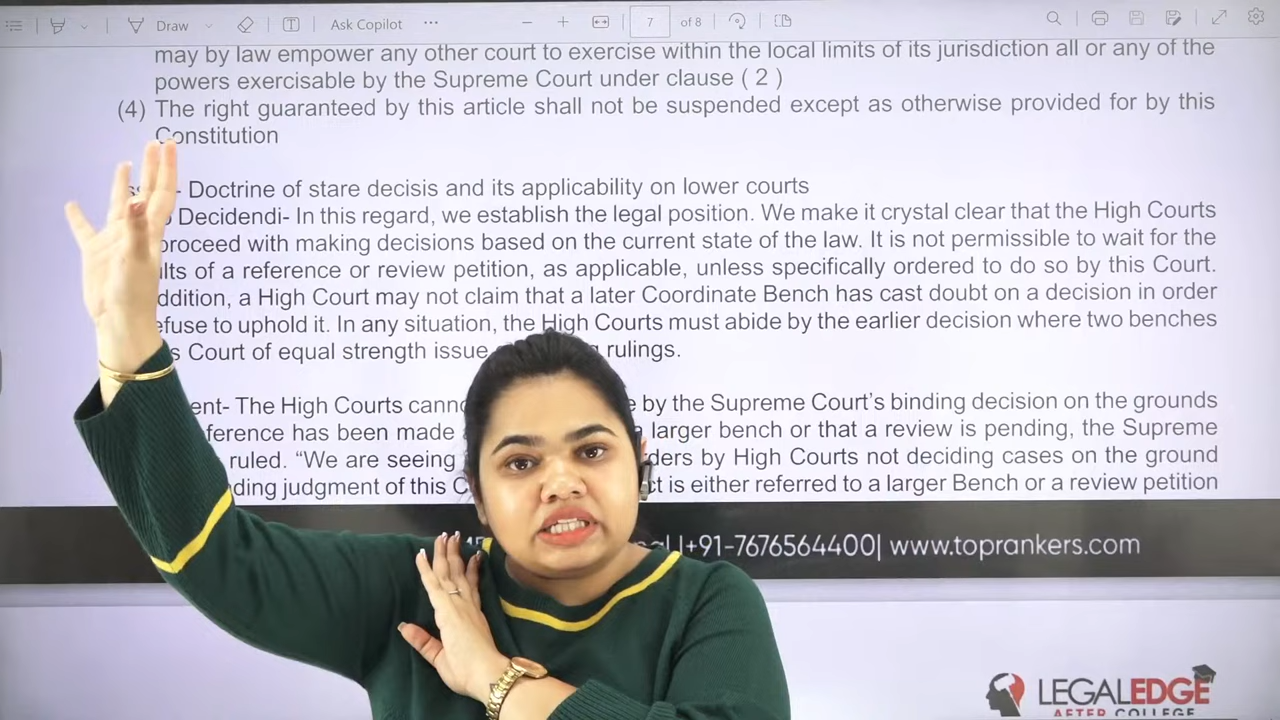 Draw
Ask Copilot
7
of 8
may by law empower any other court to exercise within the local limits of its jurisdiction all or any of the
powers exercisable by the Supreme Court under clause ( 2 )
(4) The right guaranteed by this article shall not be suspended except as otherwise provided for by this
Constitution
- Doctrine of stare decisis and its applicability on lower courts
Decidendi- In this regard, we establish the legal position. We make it crystal clear that the High Courts
proceed with making decisions based on the current state of the law. It is not permissible to wait for the
lts of a reference or review petition, as applicable, unless specifically ordered to do so by this Court.
ddition, a High Court may not claim that a later Coordinate Bench has cast doubt on a decision in order
efuse to uphold it. In any situation, the High Courts must abide by the earlier decision where two benches
s Court of equal strength issue rulings.
ent- The High Courts canno e by the Supreme Court's binding decision on the grounds
ference has been made larger bench or that a review is pending, the Supreme
ruled. "We are seeing ders by High Courts not deciding cases on the ground
ding judgment of this C ct is either referred to a larger Bench or a review petition
|+91-7676564400| www.toprankers.com
LEGALEDGE
AFTER COLLEGE